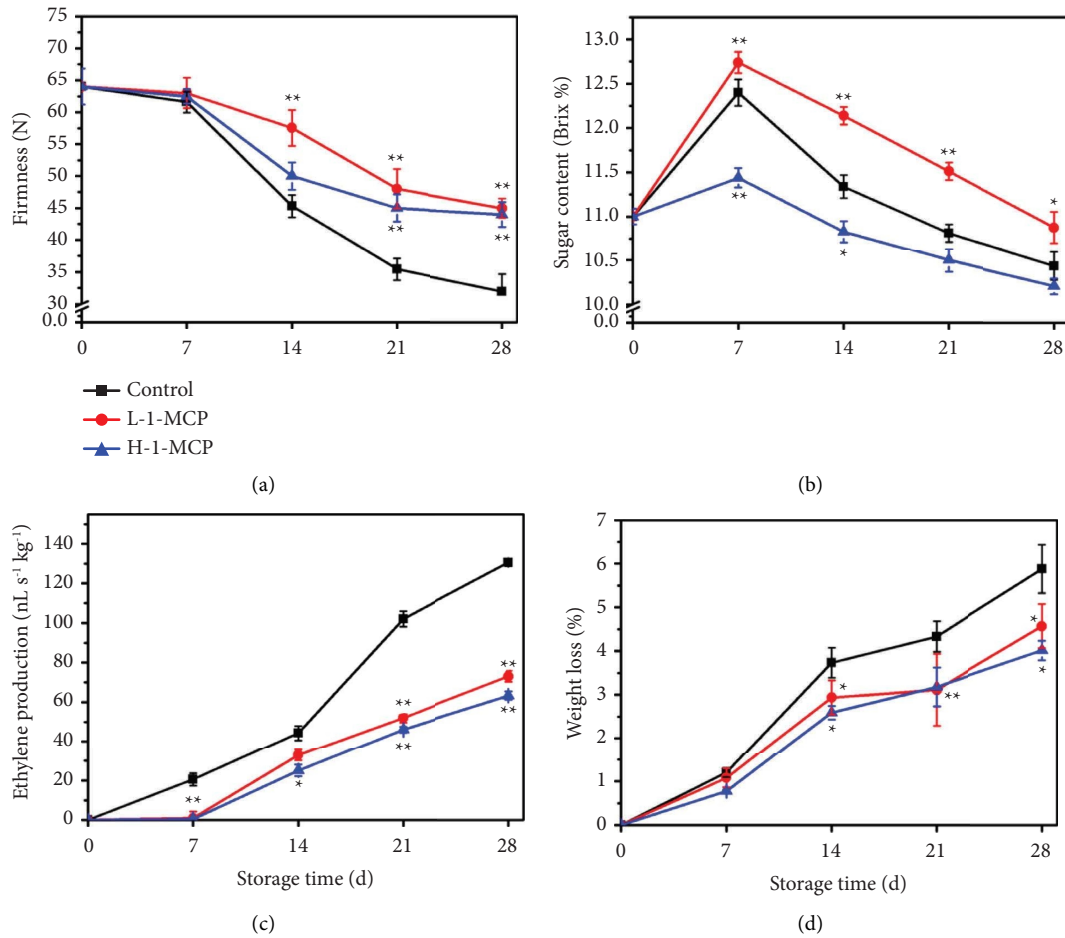 75
70
65
60
55
50
45
40
35
30
0.0
Firmness (N)
** ** ** ** **
0 7 14 21 28
Control
L-1-MCP
H-1-MCP
(a)
13.0
12.5
12.0
11.5
11.0
10.5
10.0
0.0
Sugar content (Brix %)
** ** ** * ** *
0 7 14 21 28
(b)
140
120
100
80
60
40
20
0
Ethylene production (nL s⁻¹ kg⁻¹)
** * ** ** ** **
0 7 14 21 28
Storage time (d)
(c)
7
6
5
4
3
2
1
0
Weight loss (%)
* * ** * *
0 7 14 21 28
Storage time (d)
(d)